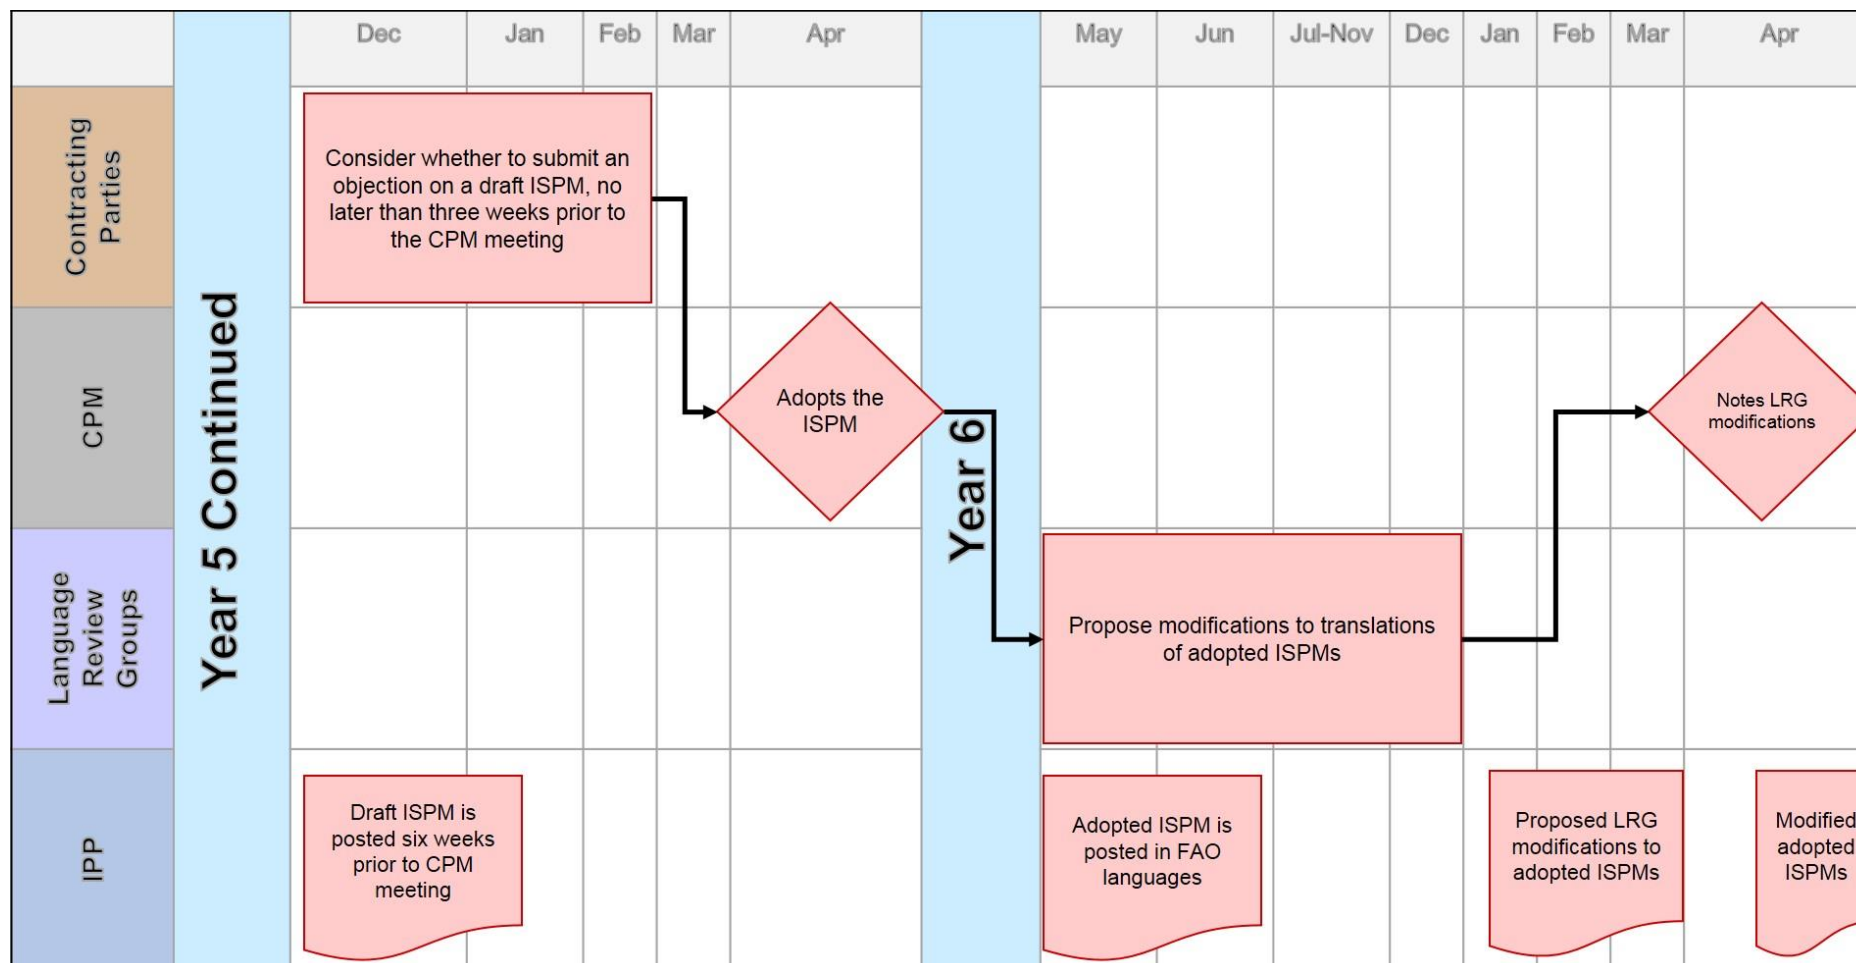 Dec Jan Feb Mar Apr May Jun Jul-Nov Dec Jan Feb Mar Apr
Year 5 Continued
Year 6
Contracting
Parties
Consider whether to submit an
objection on a draft ISPM, no
later than three weeks prior to
the CPM meeting
CPM
Adopts the
ISPM
Notes LRG
modifications
Language
Review
Groups
Propose modifications to translations
of adopted ISPMs
IPP
Draft ISPM is
posted six weeks
prior to CPM
meeting
Adopted ISPM is
posted in FAO
languages
Proposed LRG
modifications to
adopted ISPMs
Modified
adopted
ISPMs